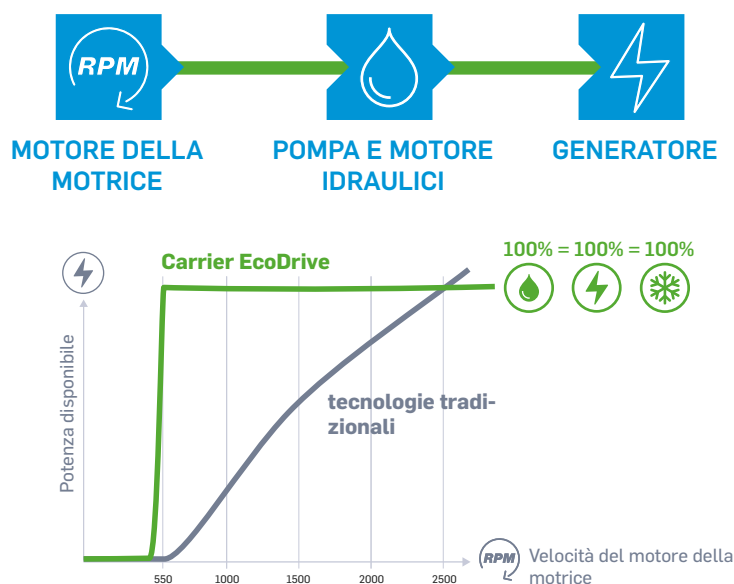 RPM
MOTORE DELLA
MOTRICE
POMPA E MOTORE
IDRAULICI
GENERATORE
Carrier EcoDrive
100% = 100% = 100%
Potenza disponibile
tecnologie tradi-
zionali
550 1000 1500 2000 2500
RPM
Velocità del motore della
motrice